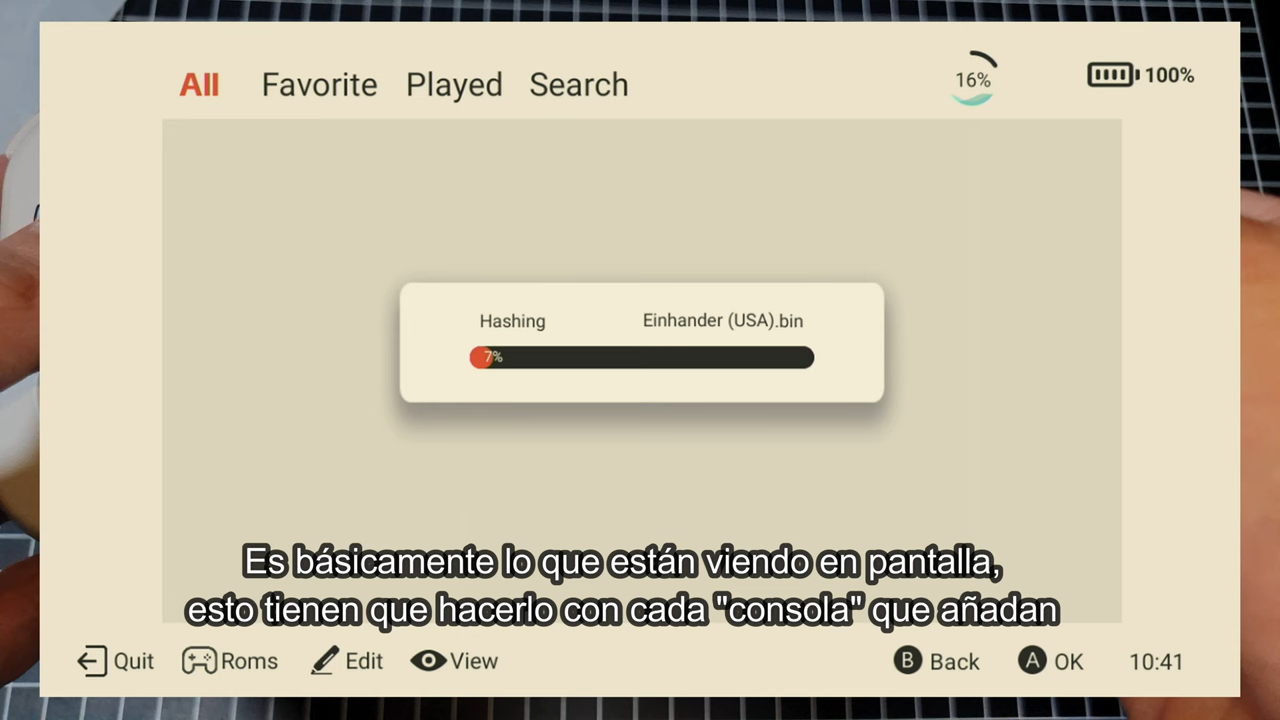 All Favorite Played Search 16% 100%
Hashing Einhander (USA).bin
7%
Es básicamente lo que están viendo en pantalla,
esto tienen que hacerlo con cada "consola" que añadan
Quit Roms Edit View B Back A OK 10:41